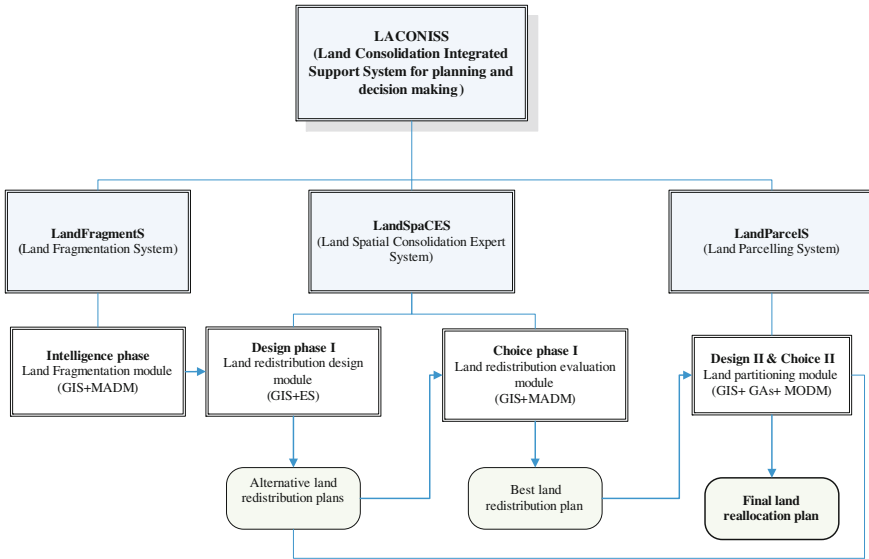 LACONISS
(Land Consolidation Integrated
Support System for planning and
decision making)
LandFragmentS
(Land Fragmentation System)
LandSpaCES
(Land Spatial Consolidation Expert
System)
LandParcelS
(Land Parcelling System)
Intelligence phase
Land Fragmentation module
(GIS+MADM)
Design phase I
Land redistribution design
module
(GIS+ES)
Choice phase I
Land redistribution evaluation
module
(GIS+MADM)
Design II & Choice II
Land partitioning module
(GIS+ GAs+ MODM)
Alternative land
redistribution plans
Best land
redistribution plan
Final land
reallocation plan